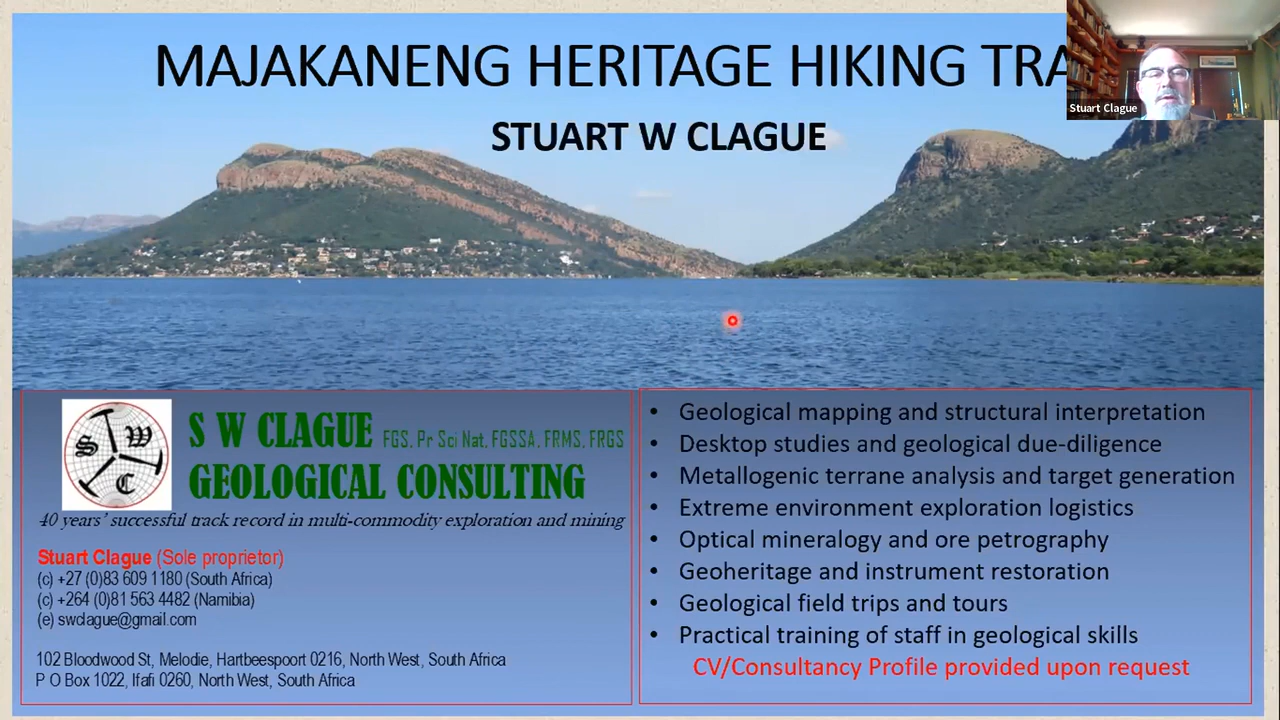 MAJAKANENG HERITAGE HIKING TRA
Stuart Clague
STUART W CLAGUE
S W C
S W CLAGUE FGS, Pr Sci Nat, FGSSA, FRMS, FRGS
GEOLOGICAL CONSULTING
40 years' successful track record in multi-commodity exploration and mining
Stuart Clague (Sole proprietor)
(c) +27 (0)83 609 1180 (South Africa)
(c) +264 (0)81 563 4482 (Namibia)
(e) swclague@gmail.com
102 Bloodwood St, Melodie, Hartbeespoort 0216, North West, South Africa
P O Box 1022, Ifafi 0260, North West, South Africa
• Geological mapping and structural interpretation
• Desktop studies and geological due-diligence
• Metallogenic terrane analysis and target generation
• Extreme environment exploration logistics
• Optical mineralogy and ore petrography
• Geoheritage and instrument restoration
• Geological field trips and tours
• Practical training of staff in geological skills
CV/Consultancy Profile provided upon request